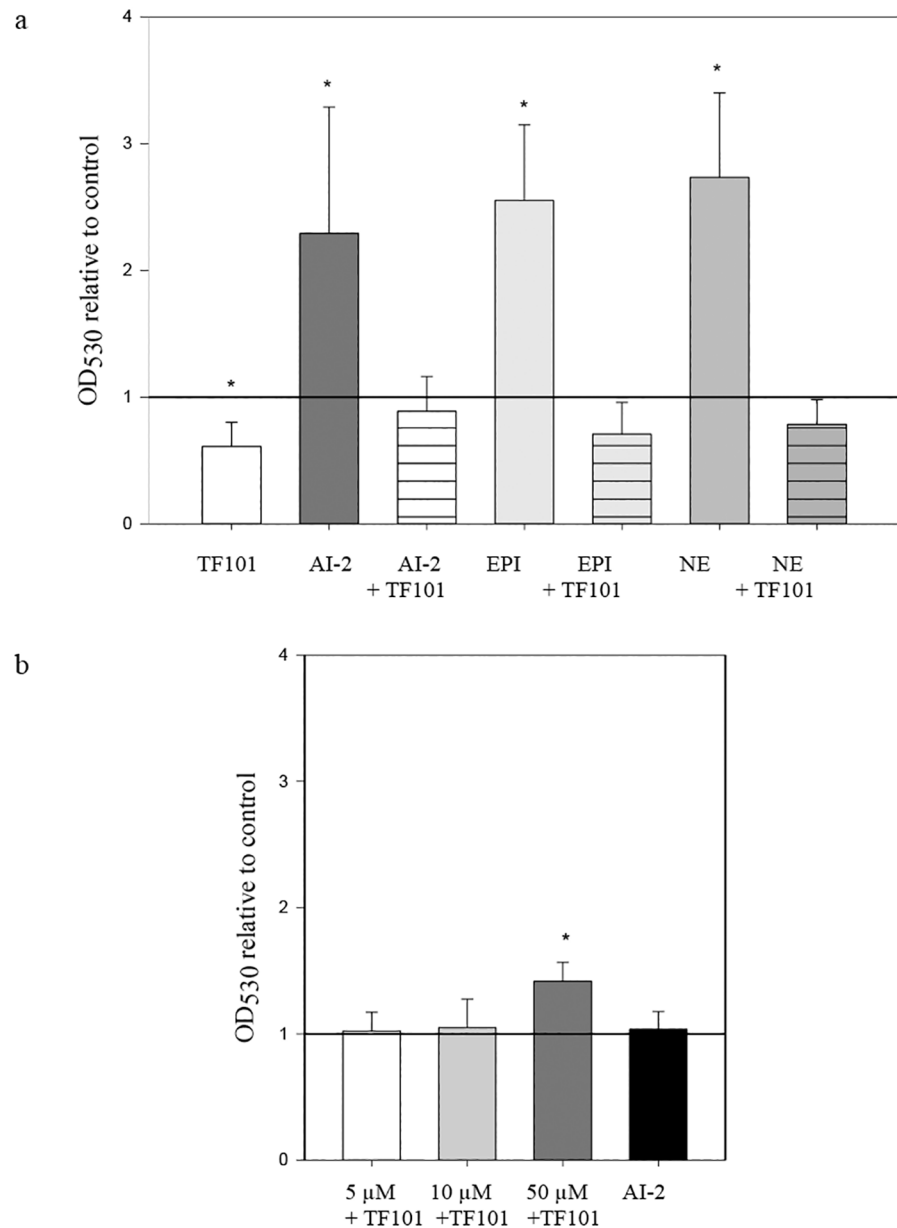 a
4
3
2
1
0
OD530 relative to control
*
*
*
*
TF101
AI-2
AI-2
+ TF101
EPI
EPI
+ TF101
NE
NE
+ TF101
b
4
3
2
1
0
OD530 relative to control
*
5 µM
+ TF101
10 µM
+TF101
50 µM
+TF101
AI-2